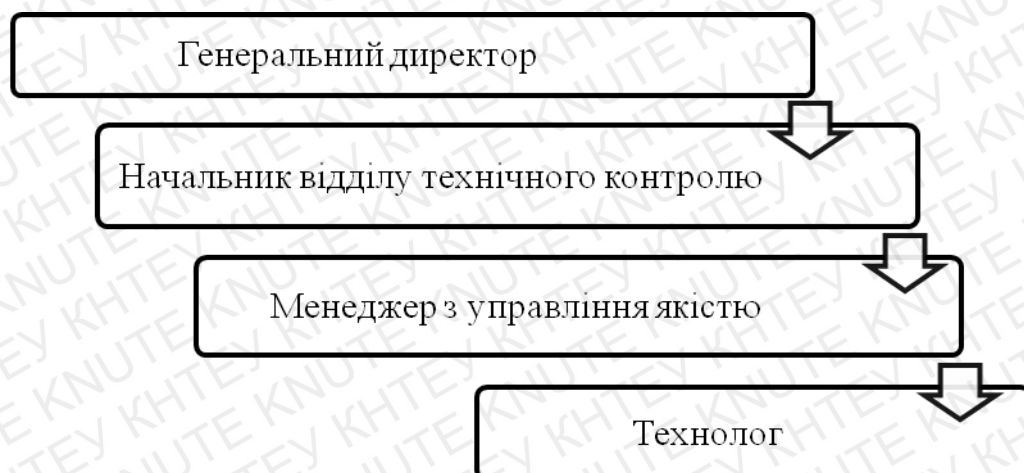 Генеральний директор
Начальник відділу технічного контролю
Менеджер з управління якістю
Технолог